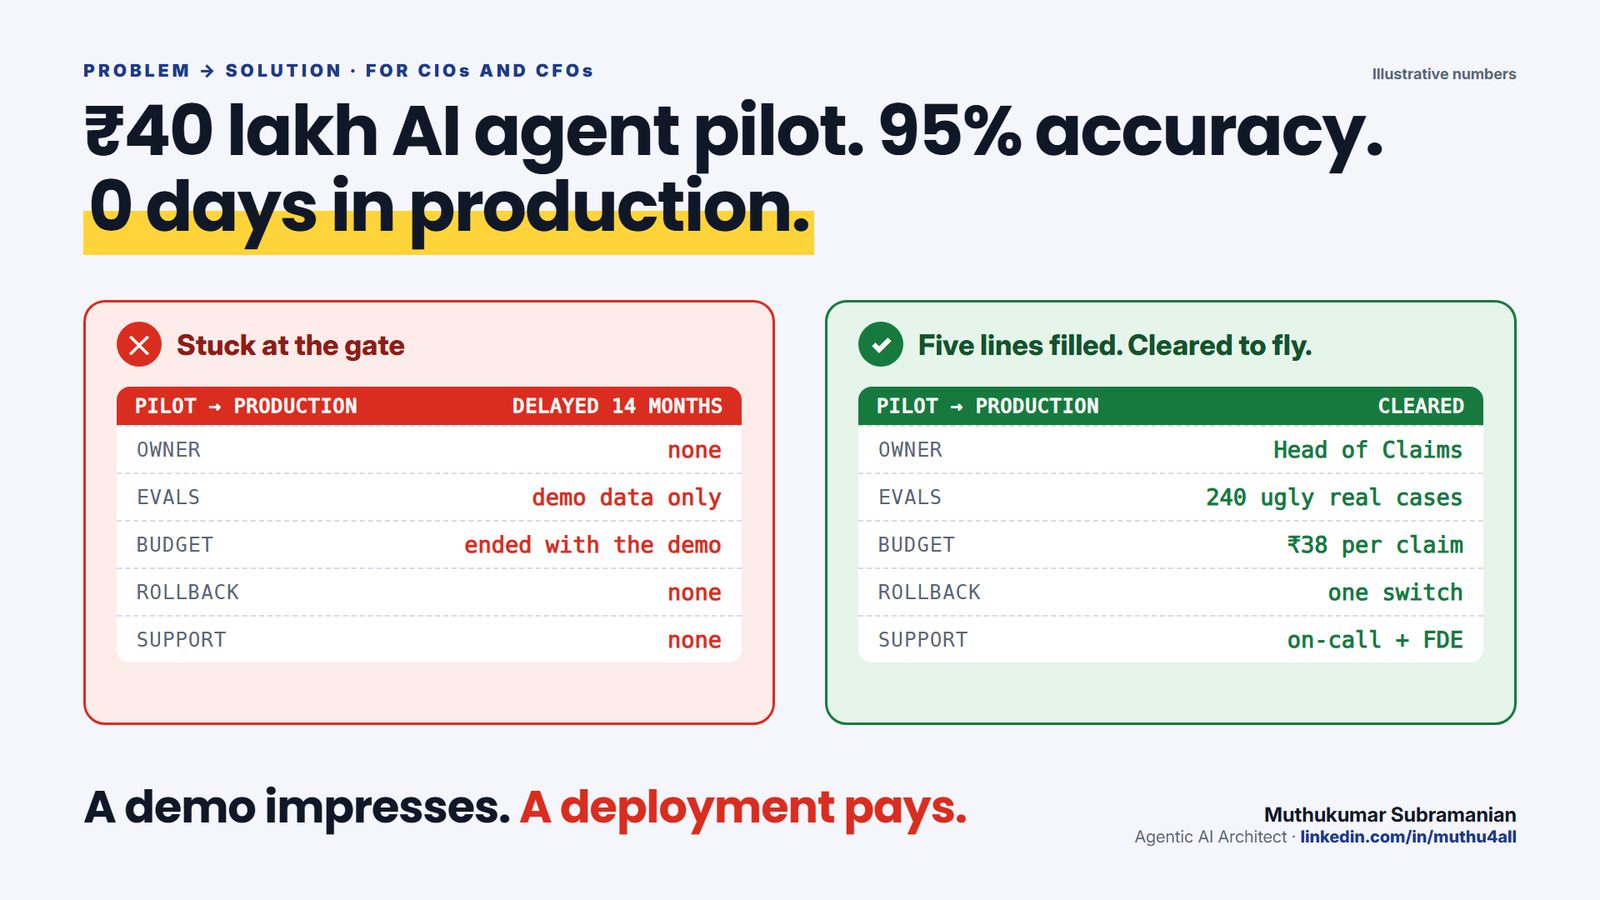 PROBLEM → SOLUTION · FOR CIOs AND CFOs
Illustrative numbers
₹40 lakh AI agent pilot. 95% accuracy.
0 days in production.
Stuck at the gate
PILOT → PRODUCTION DELAYED 14 MONTHS
OWNER none
EVALS demo data only
BUDGET ended with the demo
ROLLBACK none
SUPPORT none
Five lines filled. Cleared to fly.
PILOT → PRODUCTION CLEARED
OWNER Head of Claims
EVALS 240 ugly real cases
BUDGET ₹38 per claim
ROLLBACK one switch
SUPPORT on-call + FDE
A demo impresses. A deployment pays.
Muthukumar Subramanian
Agentic AI Architect · linkedin.com/in/muthu4all